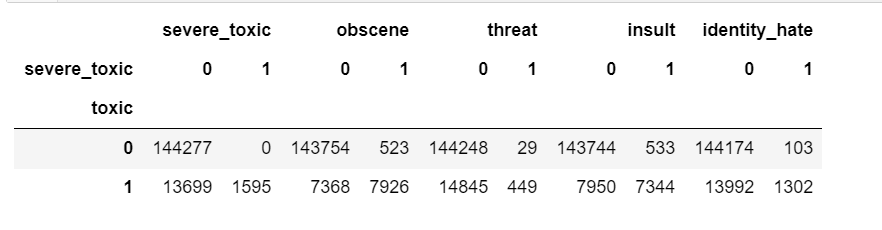 severe_toxic obscene threat insult identity_hate
severe_toxic 0 1 0 1 0 1 0 1 0 1
toxic
0 144277 0 143754 523 144248 29 143744 533 144174 103
1 13699 1595 7368 7926 14845 449 7950 7344 13992 1302